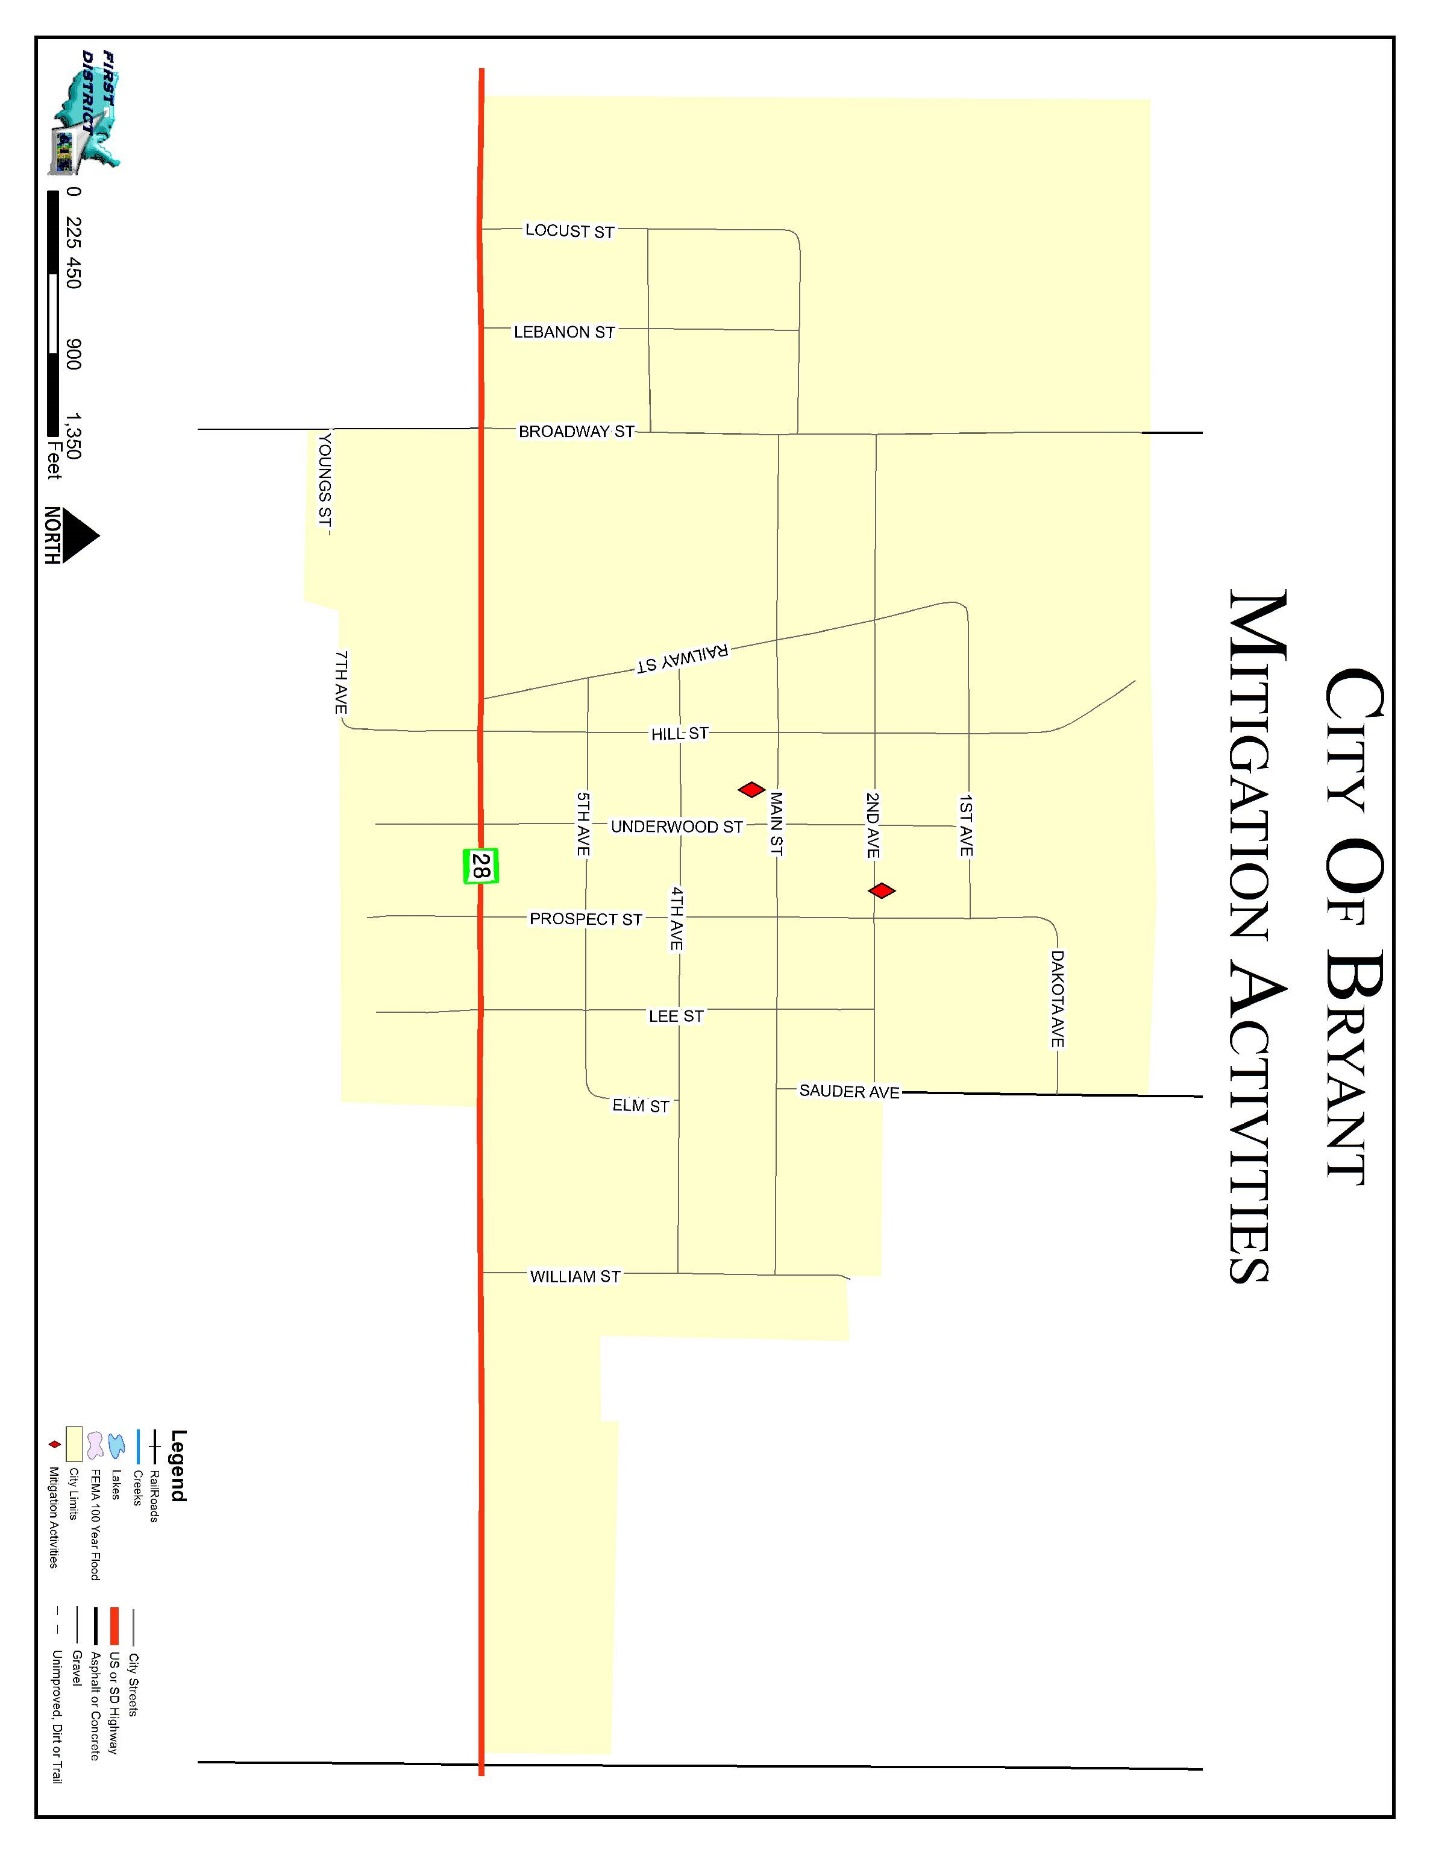 CITY OF BRYANT
MITIGATION ACTIVITIES
LOCUST ST
LEBANON ST
BROADWAY ST
YOUNGS ST
RAILWAY ST
7TH AVE
HILL ST
5TH AVE
MAIN ST
2ND AVE
1ST AVE
UNDERWOOD ST
28
4TH AVE
PROSPECT ST
DAKOTA AVE
LEE ST
SAUDER AVE
ELM ST
WILLIAM ST
FIRST
DISTRICT
0 225 450 900 1,350
Feet
NORTH
Legend
RailRoads
Creeks
Lakes
FEMA 100 Year Flood
City Limits
Mitigation Activities
City Streets
US or SD Highway
Asphalt or Concrete
Gravel
Unimproved, Dirt or Trail